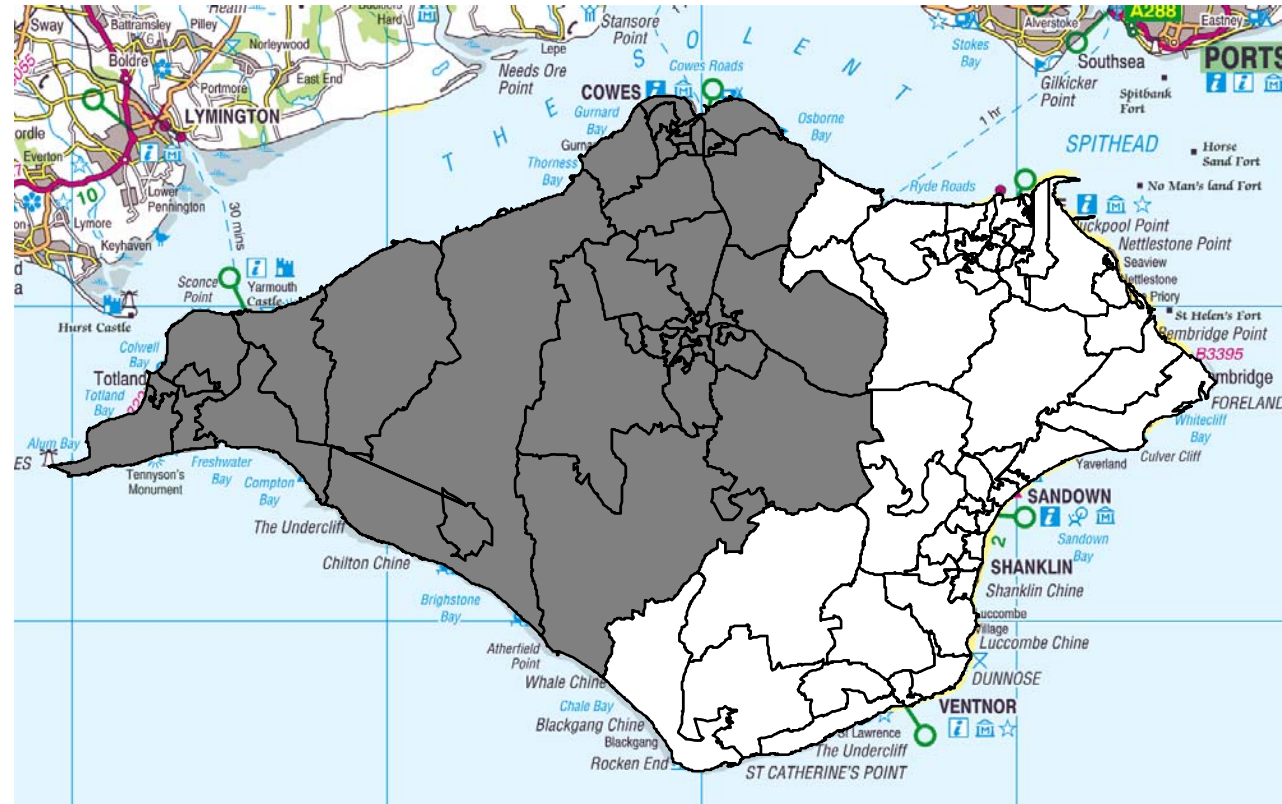 Sway
Battramsley
Pilley
Norleywood
Boldre
East End
Portmore
LYMINGTON
Everton
10
Lower
Pennington
Lymore
Keyhaven
30 mins
Sconce
Point
Yarmouth
Castle
Hurst Castle
Colwell
Bay
Totland
Totland
Bay
Alum Bay
Tennyson's
Monument
Freshwater
Bay
Compton
Bay
The Undercliff
Chilton Chine
Brighstone
Bay
Atherfield
Point
Whale Chine
Chale Bay
Blackgang Chine
Blackgang
Rocken End
ST CATHERINE'S POINT
The Undercliff
St Lawrence
VENTNOR
DUNNOSE
Luccombe Chine
Shanklin Chine
SHANKLIN
Sandown
Bay
2
SANDOWN
Yaverland
Culver Cliff
Whitecliff
Bay
FORELAND
B3395
Bembridge Point
St Helen's Fort
Priory
Seaview
Nettlestone Point
No Man's land Fort
Horse
Sand Fort
SPITHEAD
Ryde Roads
1 hr
Spitbank
Fort
Gilkicker
Point
Southsea
PORTS
Eastney
A288
Alverstoke
Stokes
Bay
THE SOLENT
Osborne
Bay
Cowes Roads
COWES
Gurnard
Bay
Thorness
Bay
Needs Ore
Point
Lepe
Stansore
Point
Hard